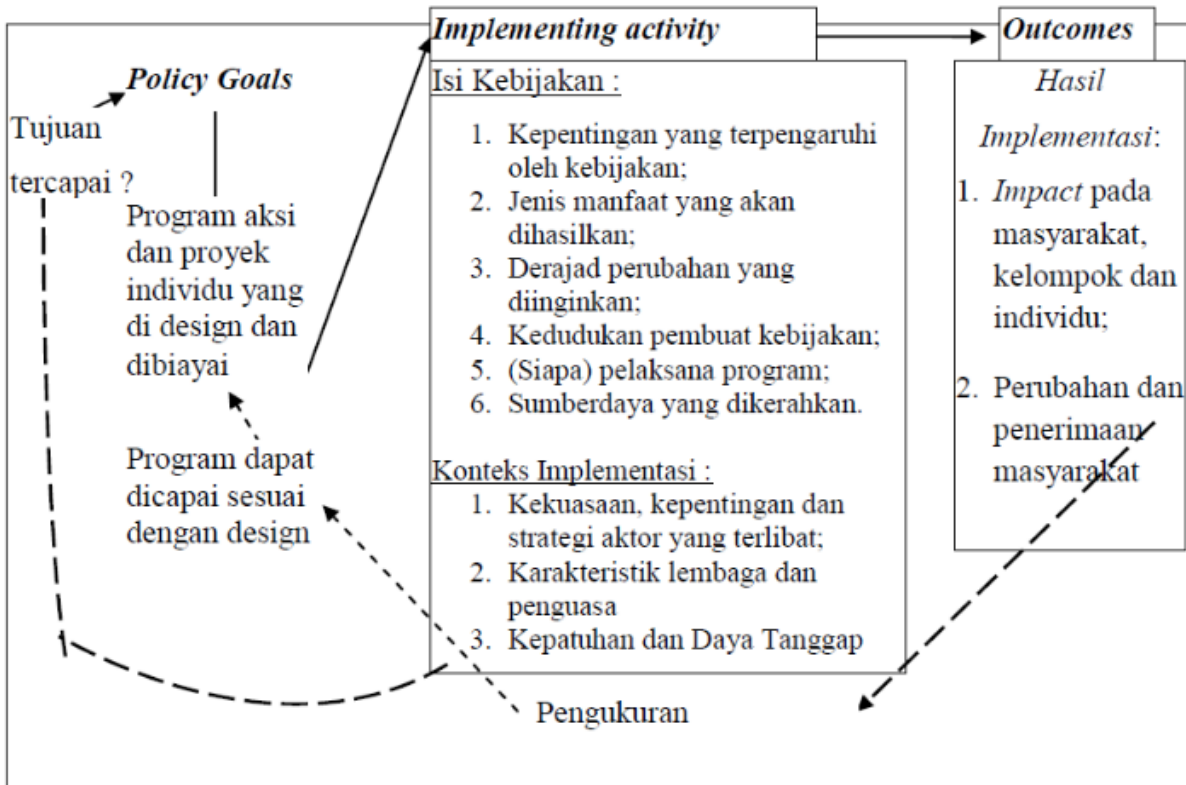 Policy Goals
Tujuan
tercapai ?
Program aksi
dan proyek
individu yang
di design dan
dibiayai
Program dapat
dicapai sesuai
dengan design
Implementing activity
Isi Kebijakan :
1. Kepentingan yang terpengaruhi
oleh kebijakan;
2. Jenis manfaat yang akan
dihasilkan;
3. Derajad perubahan yang
diinginkan;
4. Kedudukan pembuat kebijakan;
5. (Siapa) pelaksana program;
6. Sumberdaya yang dikerahkan.
Konteks Implementasi :
1. Kekuasaan, kepentingan dan
strategi aktor yang terlibat;
2. Karakteristik lembaga dan
penguasa
3. Kepatuhan dan Daya Tanggap
Outcomes
Hasil
Implementasi:
1. Impact pada
masyarakat,
kelompok dan
individu;
2. Perubahan dan
penerimaan
masyarakat
Pengukuran